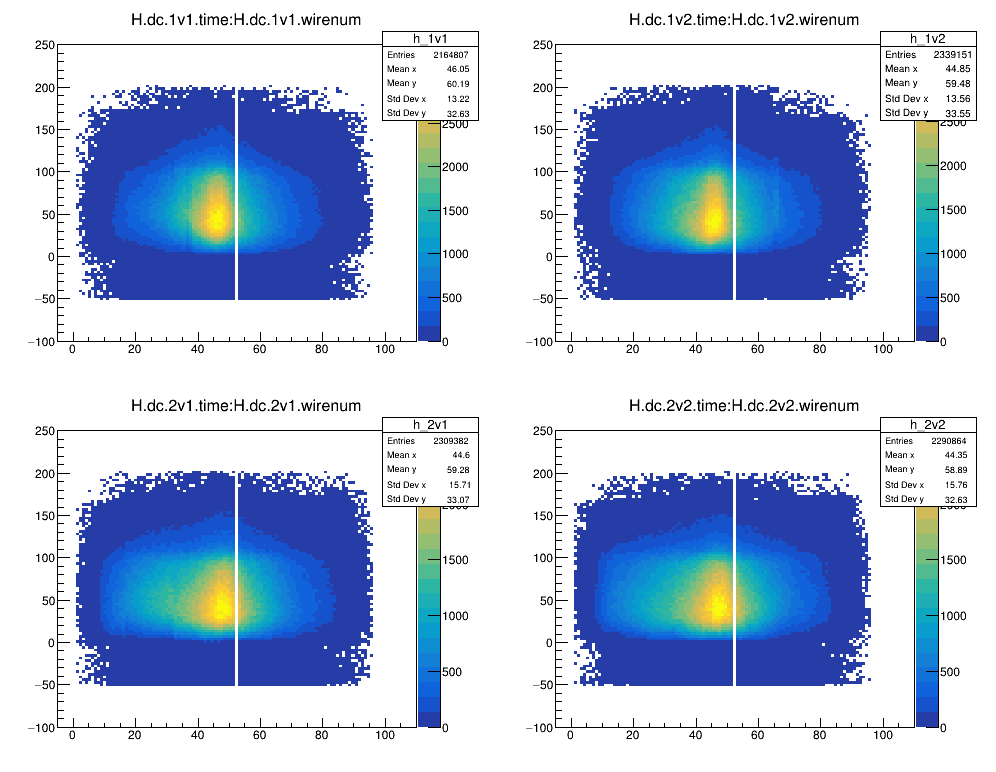 H.dc.1v1.time:H.dc.1v1.wirenum
h_1v1
Entries 2164807
Mean x 46.05
Mean y 60.19
Std Dev x 13.22
Std Dev y 32.63
250
200
150
100
50
0
−50
−100
0 20 40 60 80 100
2500
2000
1500
1000
500
0
H.dc.1v2.time:H.dc.1v2.wirenum
h_1v2
Entries 2339151
Mean x 44.85
Mean y 59.48
Std Dev x 13.56
Std Dev y 33.55
250
200
150
100
50
0
−50
−100
0 20 40 60 80 100
2500
2000
1500
1000
500
0
H.dc.2v1.time:H.dc.2v1.wirenum
h_2v1
Entries 2309382
Mean x 44.6
Mean y 59.28
Std Dev x 15.71
Std Dev y 33.07
250
200
150
100
50
0
−50
−100
0 20 40 60 80 100
2000
1500
1000
500
0
H.dc.2v2.time:H.dc.2v2.wirenum
h_2v2
Entries 2290864
Mean x 44.35
Mean y 58.89
Std Dev x 15.76
Std Dev y 32.63
250
200
150
100
50
0
−50
−100
0 20 40 60 80 100
2000
1500
1000
500
0